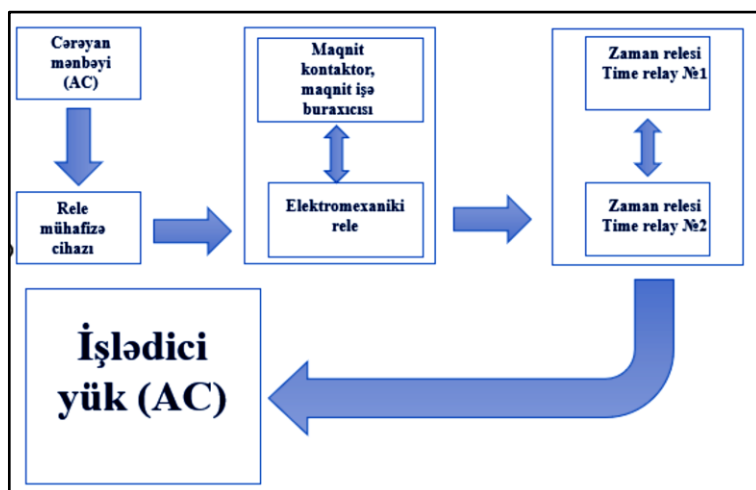 Cərəyan
mənbəyi
(AC)
Rele
mühafizə
cihazı
Maqnit
kontaktor,
maqnit işə
buraxıcısı
Elektromexaniki
rele
Zaman relesi
Time relay №1
Zaman relesi
Time relay №2
İşlədici
yük (AC)